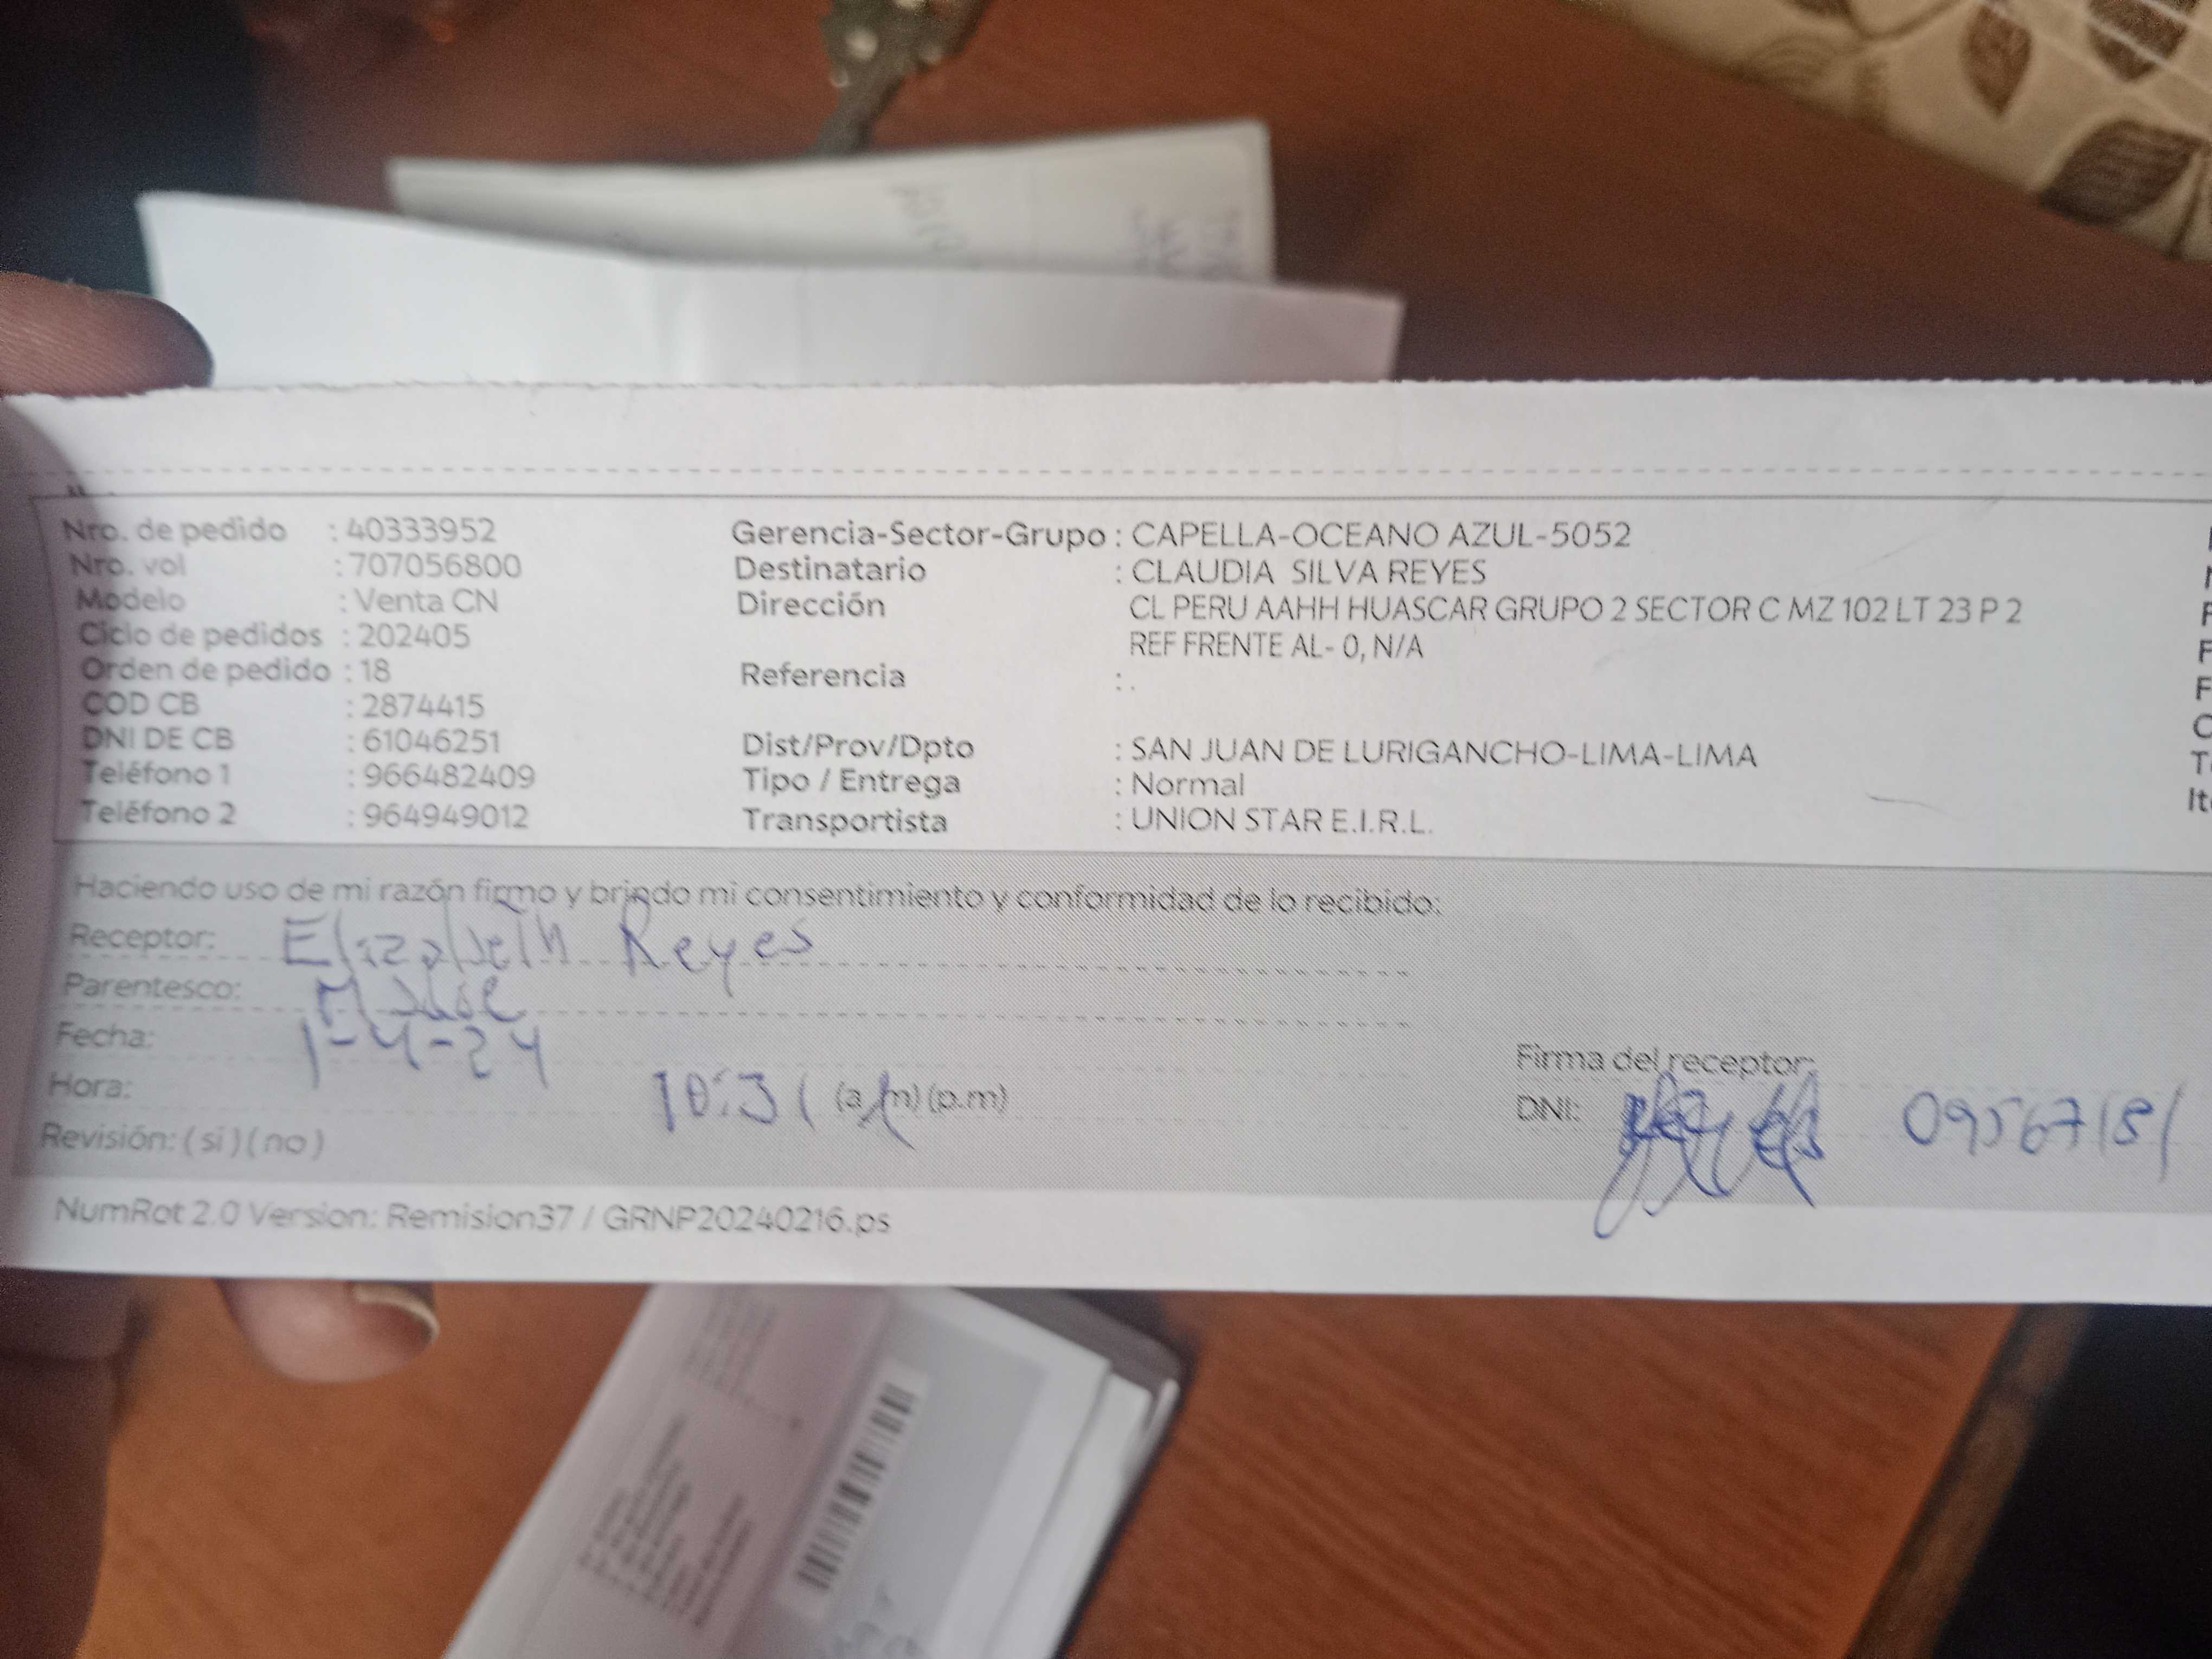 Nro. de pedido : 40333952
Nro. vol : 707056800
Modelo : Venta CN
Ciclo de pedidos : 202405
Orden de pedido : 18
COD CB : 2874415
DNI DE CB : 61046251
Teléfono 1 : 966482409
Teléfono 2 : 964949012
Gerencia-Sector-Grupo : CAPELLA-OCEANO AZUL-5052
Destinatario : CLAUDIA SILVA REYES
Dirección CL PERU AAHH HUASCAR GRUPO 2 SECTOR C MZ 102 LT 23 P 2
REF FRENTE AL- 0, N/A
Referencia : .
Dist/Prov/Dpto : SAN JUAN DE LURIGANCHO-LIMA-LIMA
Tipo / Entrega : Normal
Transportista : UNION STAR E.I.R.L.
Haciendo uso de mi razón firmo y brindo mi consentimiento y conformidad de lo recibido:
Receptor: Elizabeth Reyes
Parentesco: Madre
Fecha: 1-4-24
Hora: 10:31 (a.m) (p.m)
Revisión: (si) (no)
Firma del receptor:
DNI: 09567181
NumRot 2.0 Version: Remision37 / GRNP20240216.ps